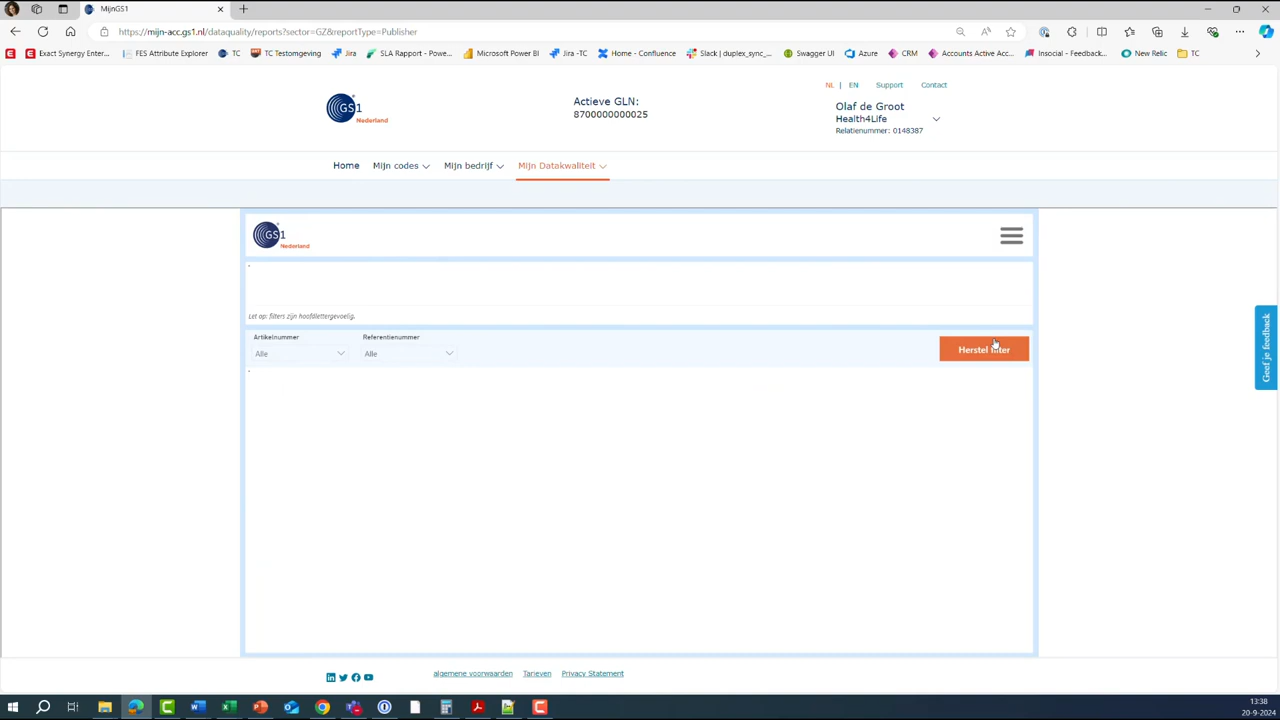 MijnGS1
https://mijn-acc.gs1.nl/dataquality/reports?sector=GZ&reportType=Publisher
Exact Synergy Enter...
FES Attribute Explorer
TC
TC Testomgeving
Jira
SLA Rapport - Powe...
Microsoft Power BI
Jira -TC
Home - Confluence
Slack | duplex_sync_...
Swagger UI
Azure
CRM
Accounts Active Acc...
Insocial - Feedback...
New Relic
TC
NL | EN Support Contact
GS1 Nederland
Actieve GLN:
8700000000025
Olaf de Groot
Health4Life
Relatienummer: 0148387
Home Mijn codes Mijn bedrijf Mijn Datakwaliteit
GS1 Nederland
Let op: filters zijn hoofdlettergevoelig.
Artikelnummer Referentienummer
Alle Alle
Herstel filter
Geef je feedback
algemene voorwaarden Tarieven Privacy Statement
13:38
20-9-2024